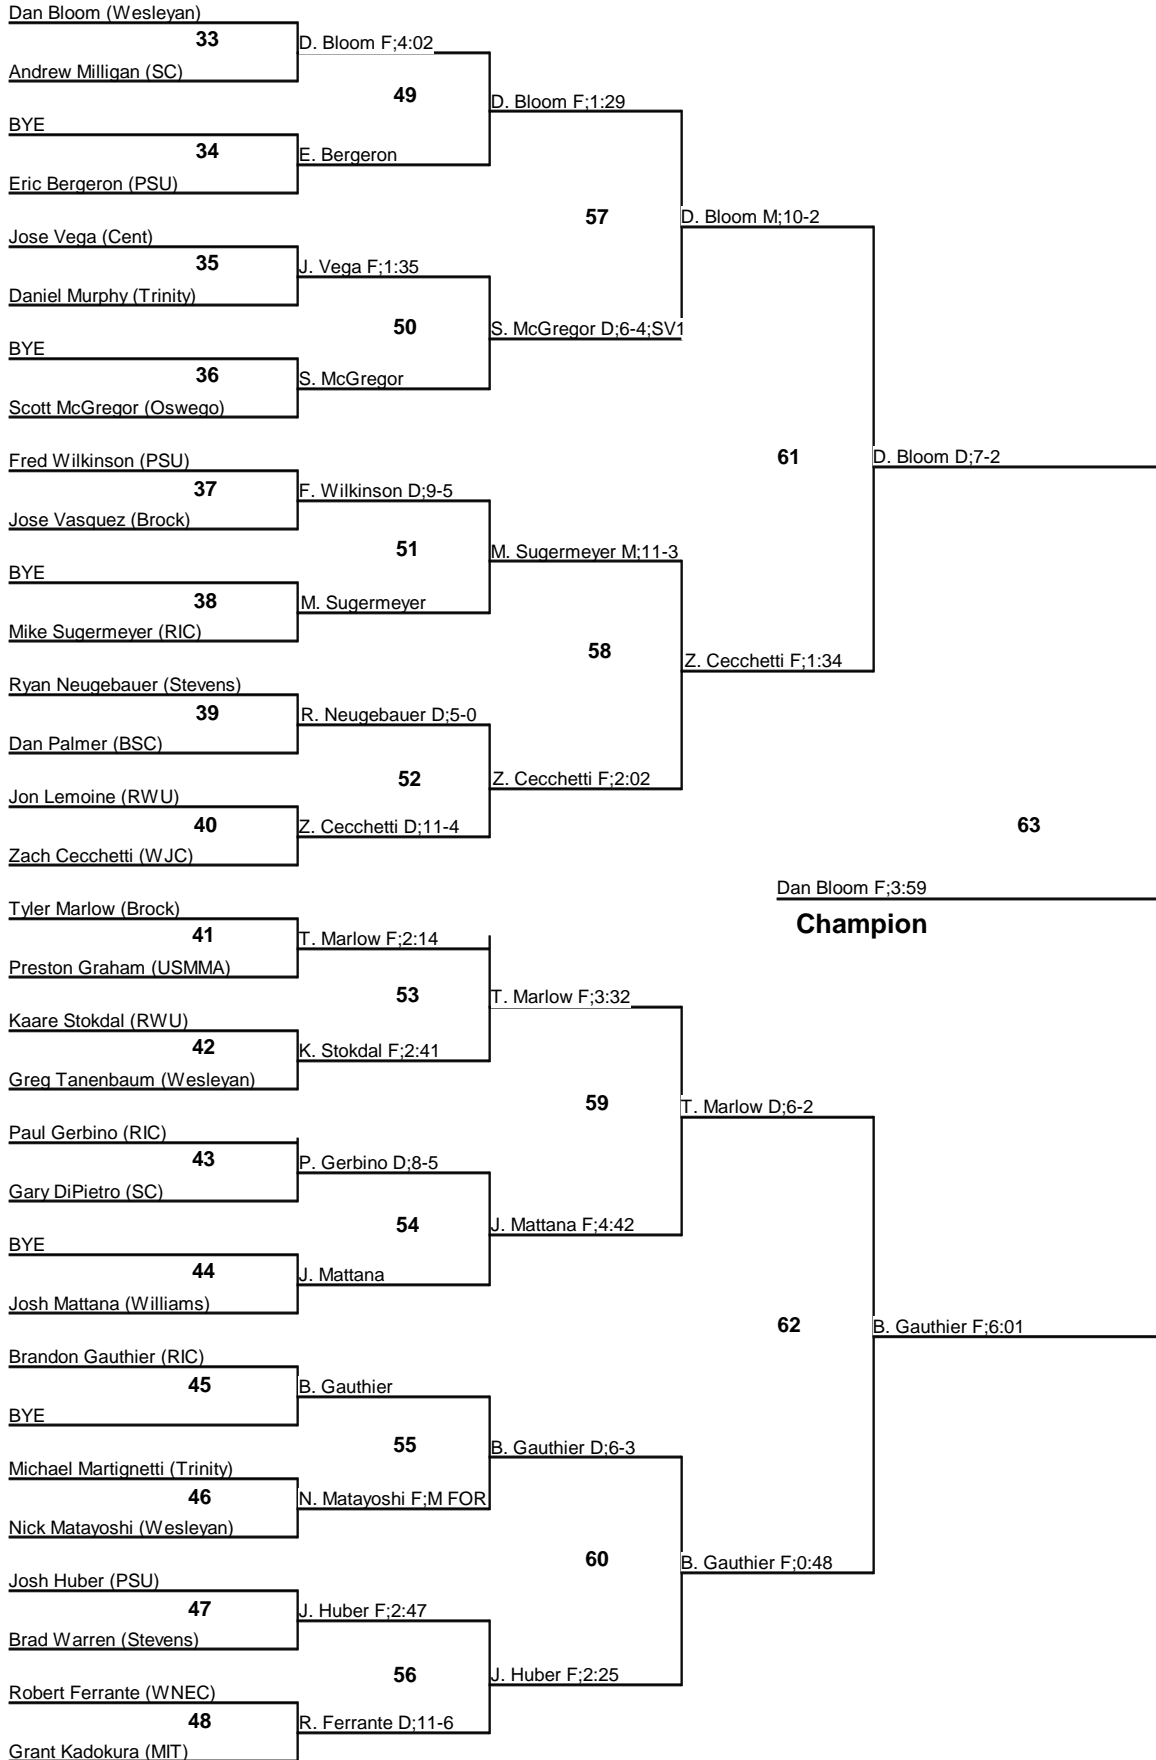 Dan Bloom (Wesleyan)
33
D. Bloom F;4:02
Andrew Milligan (SC)
49
D. Bloom F;1:29
BYE
34
E. Bergeron
Eric Bergeron (PSU)
57
D. Bloom M;10-2
Jose Vega (Cent)
35
J. Vega F;1:35
Daniel Murphy (Trinity)
50
S. McGregor D;6-4;SV1
BYE
36
S. McGregor
Scott McGregor (Oswego)
61
D. Bloom D;7-2
Fred Wilkinson (PSU)
37
F. Wilkinson D;9-5
Jose Vasquez (Brock)
51
M. Sugermeyer M;11-3
BYE
38
M. Sugermeyer
Mike Sugermeyer (RIC)
58
Z. Cecchetti F;1:34
Ryan Neugebauer (Stevens)
39
R. Neugebauer D;5-0
Dan Palmer (BSC)
52
Z. Cecchetti F;2:02
Jon Lemoine (RWU)
40
Z. Cecchetti D;11-4
Zach Cecchetti (WJC)
63
Dan Bloom F;3:59
Champion
Tyler Marlow (Brock)
41
T. Marlow F;2:14
Preston Graham (USMMA)
53
T. Marlow F;3:32
Kaare Stokdal (RWU)
42
K. Stokdal F;2:41
Greg Tanenbaum (Wesleyan)
59
T. Marlow D;6-2
Paul Gerbino (RIC)
43
P. Gerbino D;8-5
Gary DiPietro (SC)
54
J. Mattana F;4:42
BYE
44
J. Mattana
Josh Mattana (Williams)
62
B. Gauthier F;6:01
Brandon Gauthier (RIC)
45
B. Gauthier
BYE
55
B. Gauthier D;6-3
Michael Martignetti (Trinity)
46
N. Matayoshi F;M FOR
Nick Matayoshi (Wesleyan)
60
B. Gauthier F;0:48
Josh Huber (PSU)
47
J. Huber F;2:47
Brad Warren (Stevens)
56
J. Huber F;2:25
Robert Ferrante (WNEC)
48
R. Ferrante D;11-6
Grant Kadokura (MIT)